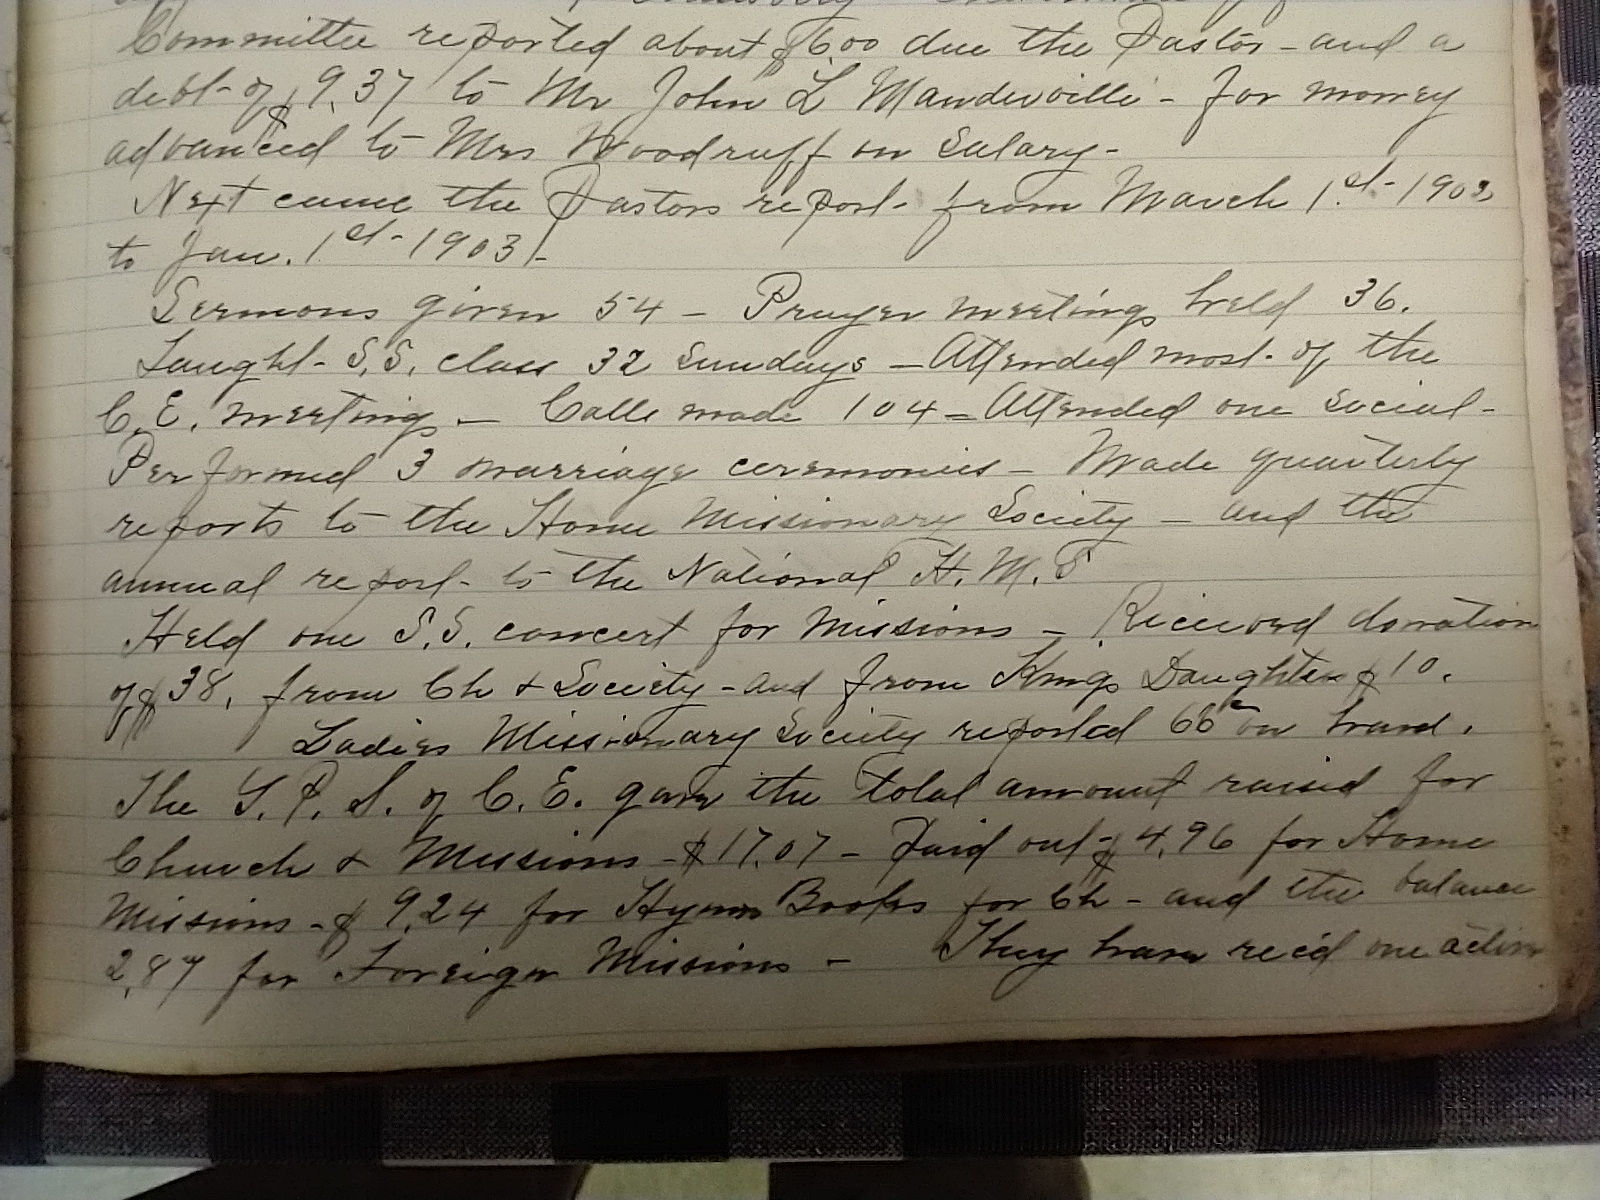 Committee reported about $6.00 due the Pastor - and a
debt of $9.37 to Mr John L Mandeville - for money
advanced to Mrs Woodruff on Salary -
Next came the Pastors report from March 1st - 1902
to Jan. 1st - 1903 -
Sermons given 54 - Prayer meetings held 36.
Taught S.S. class 32 Sundays - Attended most of the
C.E. meetings - Calls made 104 - Attended one social -
Performed 3 marriage ceremonies - Made quarterly
reports to the Home Missionary Society - and the
annual report to the National H.M.S
Held one S.S. concert for Missions - Received donation
of $38. from Ch & Society - and from Kings Daughters $10.
Ladies Missionary Society reported 66c on hand.
The Y.P.S. of C.E. gave the total amount raised for
Church & Missions - $17.07 - Paid out $4.96 for Home
Missions - $9.24 for Hymn Books for Ch - and the balance
2.87 for Foreign Missions - They have rec'd one active